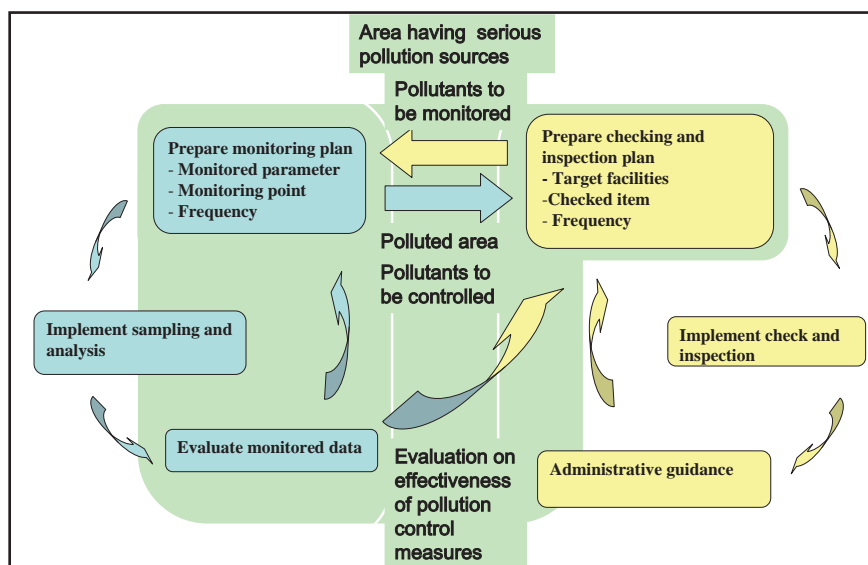 Area having serious
pollution sources
Pollutants to
be monitored
Prepare monitoring plan
- Monitored parameter
- Monitoring point
- Frequency
Prepare checking and
inspection plan
- Target facilities
-Checked item
- Frequency
Polluted area
Pollutants to
be controlled
Implement sampling and
analysis
Implement check and
inspection
Evaluate monitored data
Evaluation on
effectiveness
of pollution
control
measures
Administrative guidance